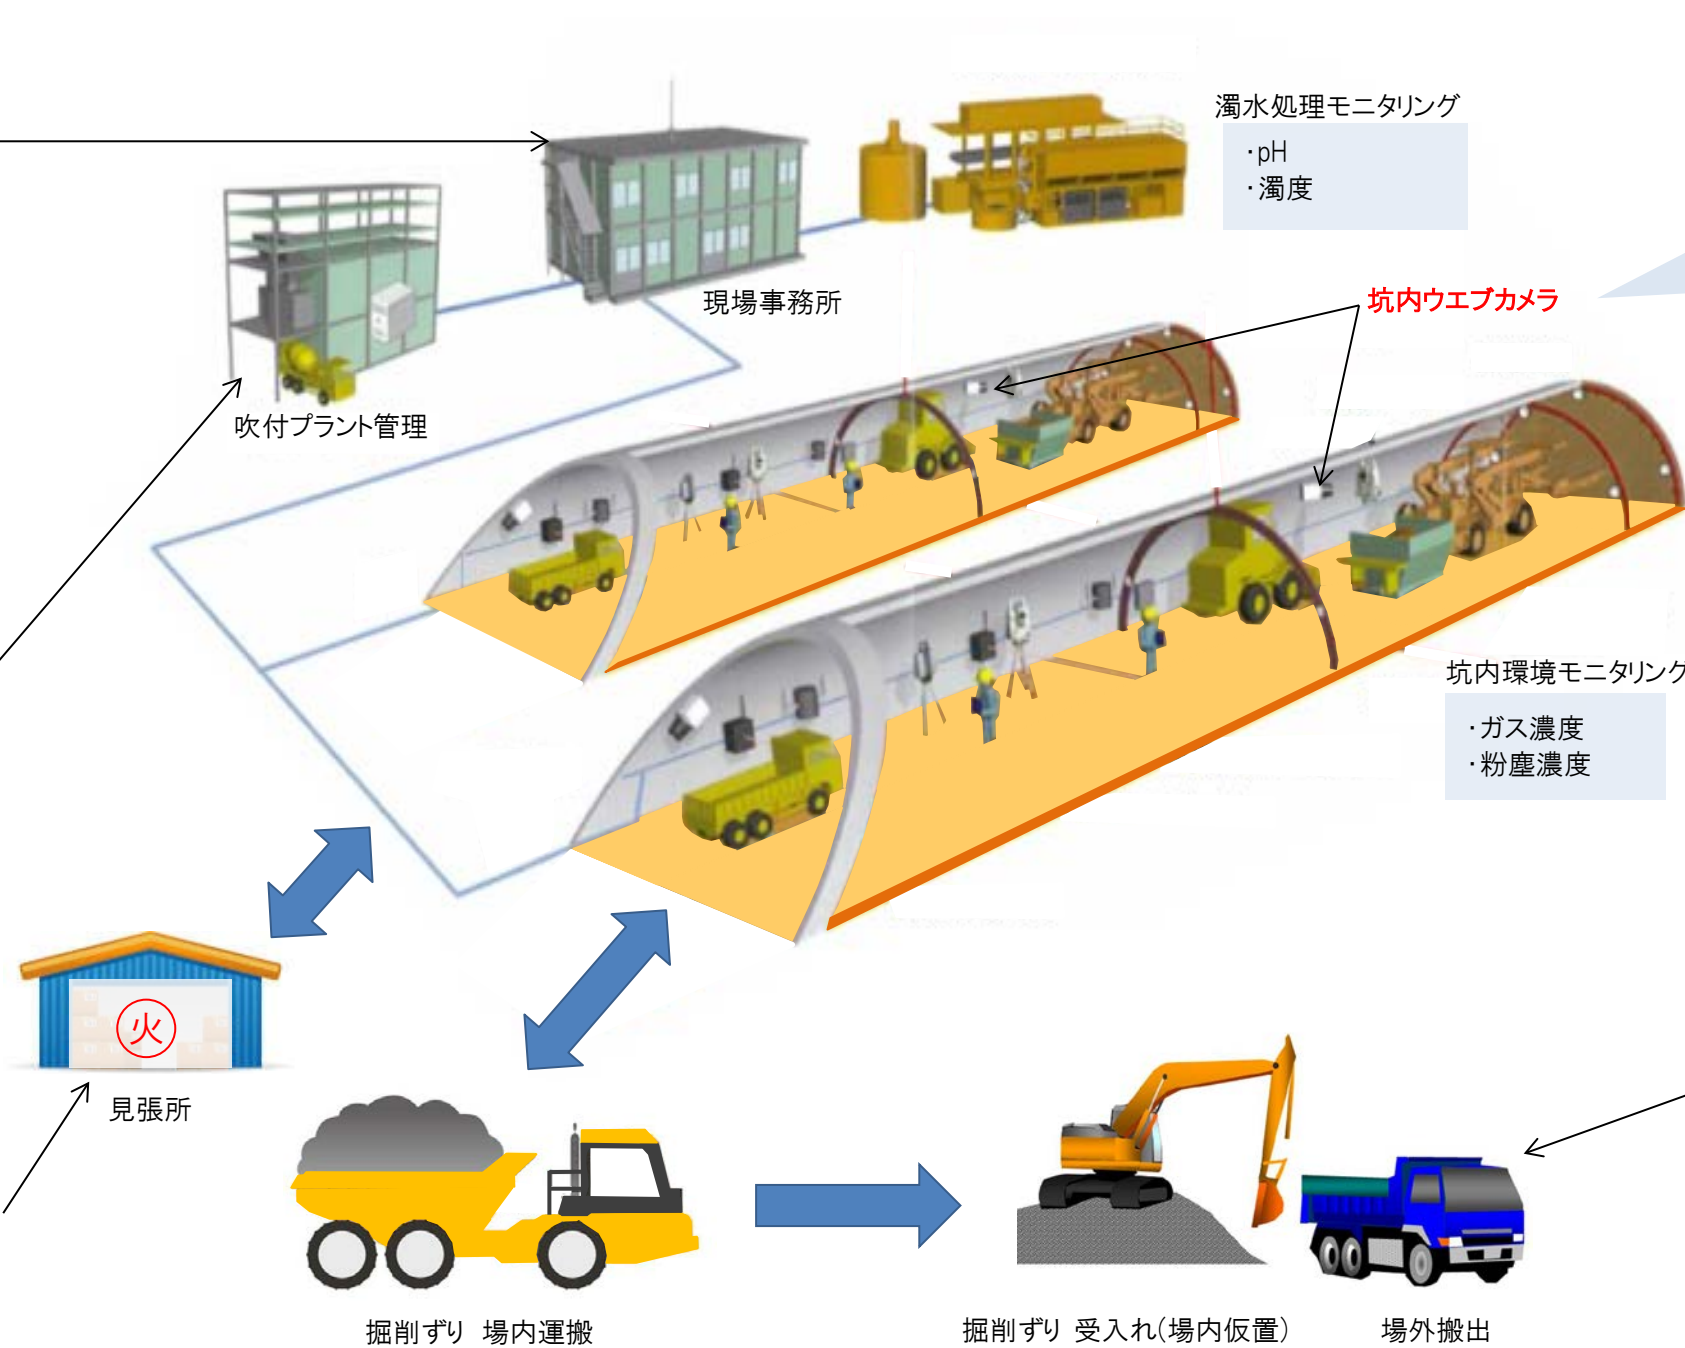 濁水処理モニタリング
・pH
・濁度
現場事務所
坑内ウエブカメラ
吹付プラント管理
坑内環境モニタリング
・ガス濃度
・粉塵濃度
火
見張所
掘削ずり 場内運搬
掘削ずり 受入れ(場内仮置)
場外搬出